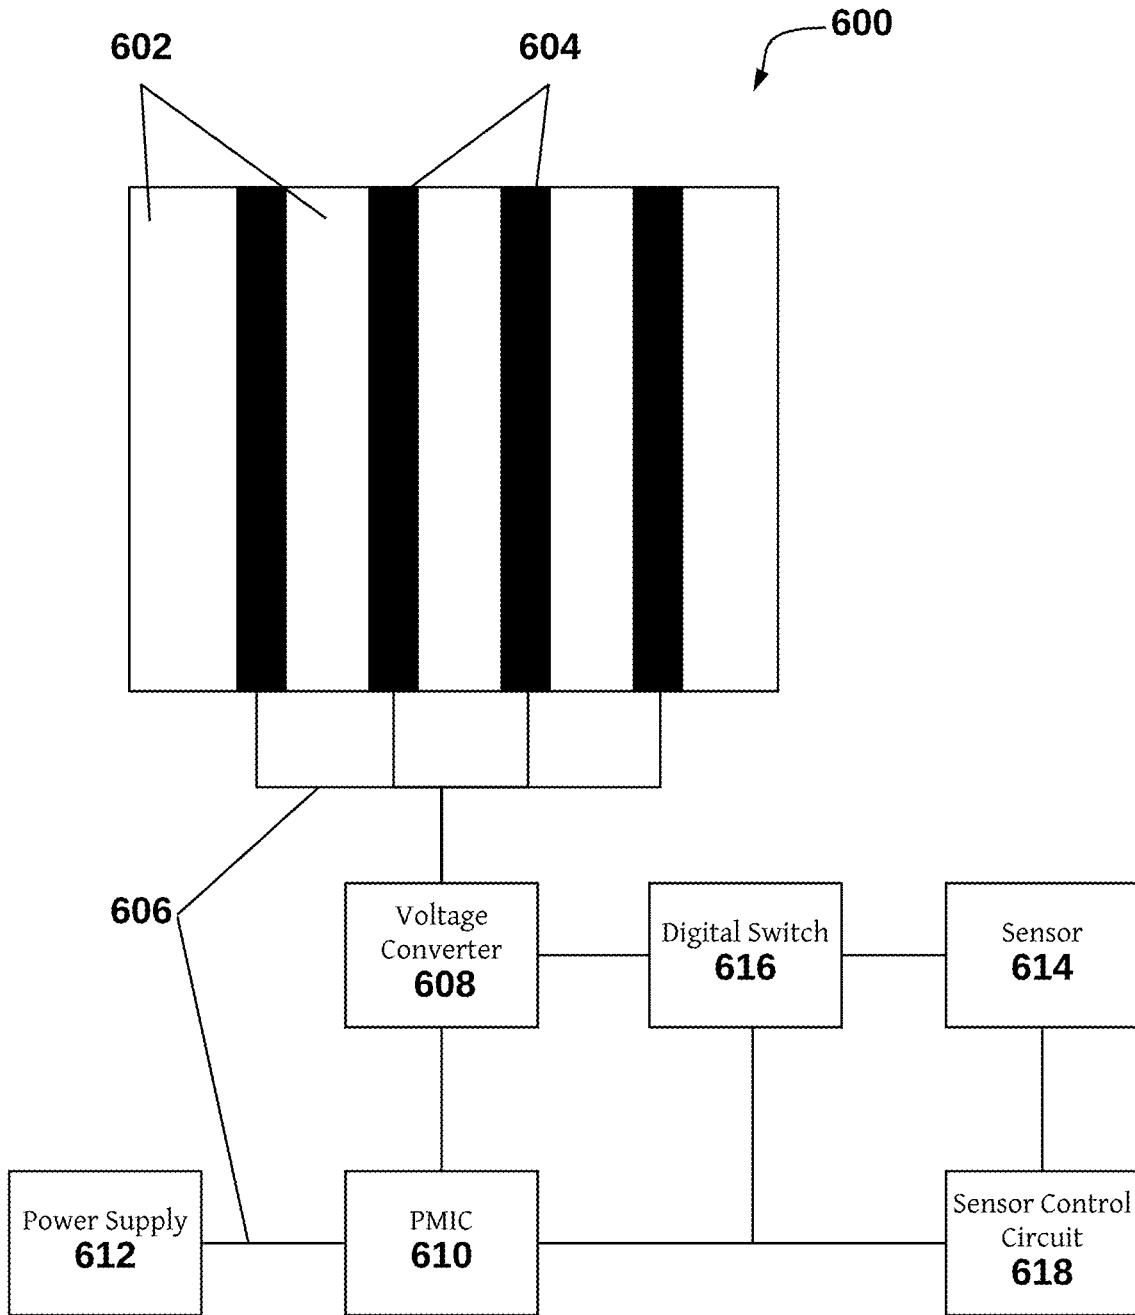 600
602
604
606
Voltage
Converter
608
Digital Switch
616
Sensor
614
Power Supply
612
PMIC
610
Sensor Control
Circuit
618